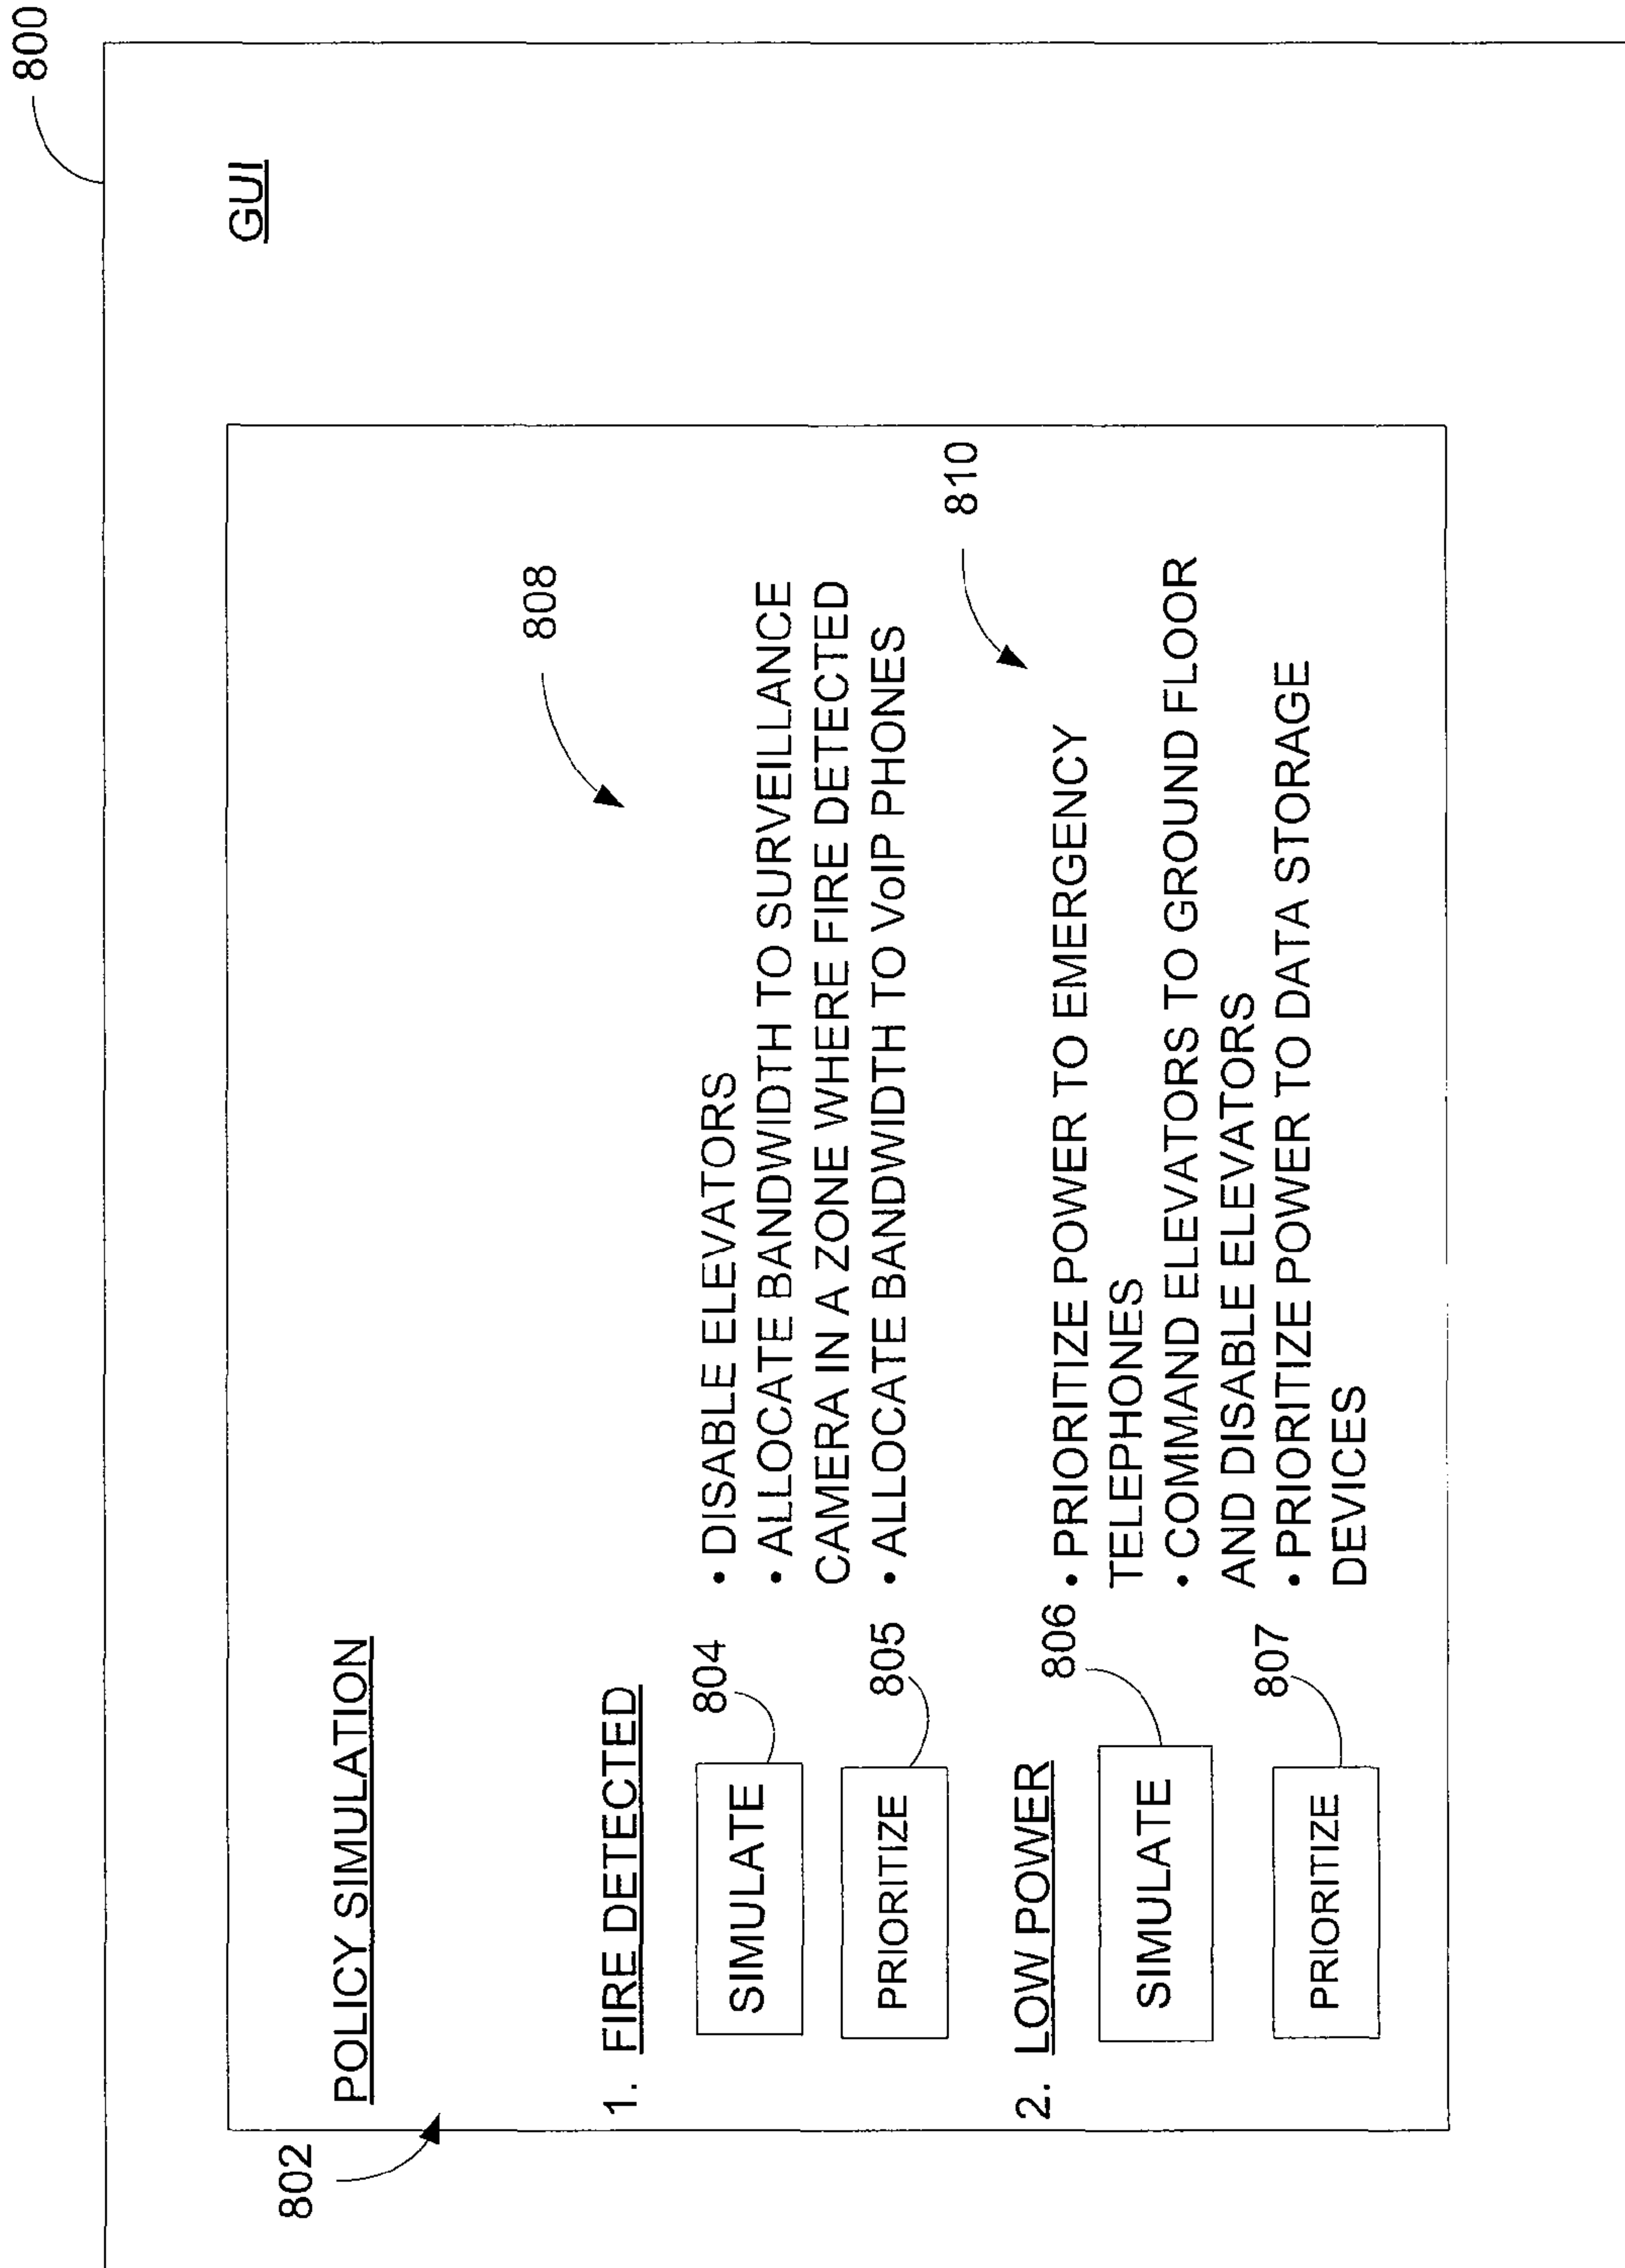 800
GUI
802
POLICY SIMULATION
808
1. FIRE DETECTED
SIMULATE
804
PRIORITIZE
805
• DISABLE ELEVATORS
• ALLOCATE BANDWIDTH TO SURVEILLANCE
CAMERA IN A ZONE WHERE FIRE DETECTED
• ALLOCATE BANDWIDTH TO VoIP PHONES
810
2. LOW POWER
SIMULATE
806
PRIORITIZE
807
• PRIORITIZE POWER TO EMERGENCY
TELEPHONES
• COMMAND ELEVATORS TO GROUND FLOOR
AND DISABLE ELEVATORS
• PRIORITIZE POWER TO DATA STORAGE
DEVICES